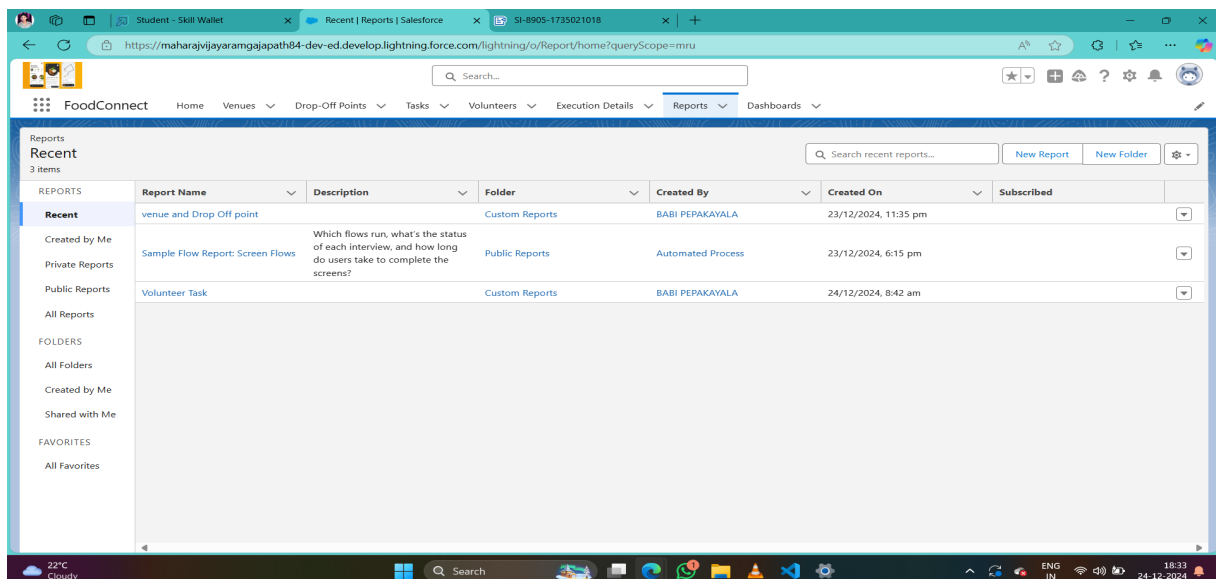 Student - Skill Wallet
Recent | Reports | Salesforce
SI-8905-1735021018
https://maharajvijayaramgajapath84-dev-ed.develop.lightning.force.com/lightning/o/Report/home?queryScope=mru
Search...
FoodConnect Home Venues Drop-Off Points Tasks Volunteers Execution Details Reports Dashboards
Reports
Recent
3 items
Search recent reports...
New Report
New Folder
REPORTS
Recent
Created by Me
Private Reports
Public Reports
All Reports
FOLDERS
All Folders
Created by Me
Shared with Me
FAVORITES
All Favorites
Report Name Description Folder Created By Created On Subscribed
venue and Drop Off point Custom Reports BABI PEPAKAYALA 23/12/2024, 11:35 pm
Sample Flow Report: Screen Flows
Which flows run, what's the status
of each interview, and how long
do users take to complete the
screens?
Public Reports Automated Process 23/12/2024, 6:15 pm
Volunteer Task Custom Reports BABI PEPAKAYALA 24/12/2024, 8:42 am
22°C
Cloudy
Search
ENG
IN
18:33
24-12-2024